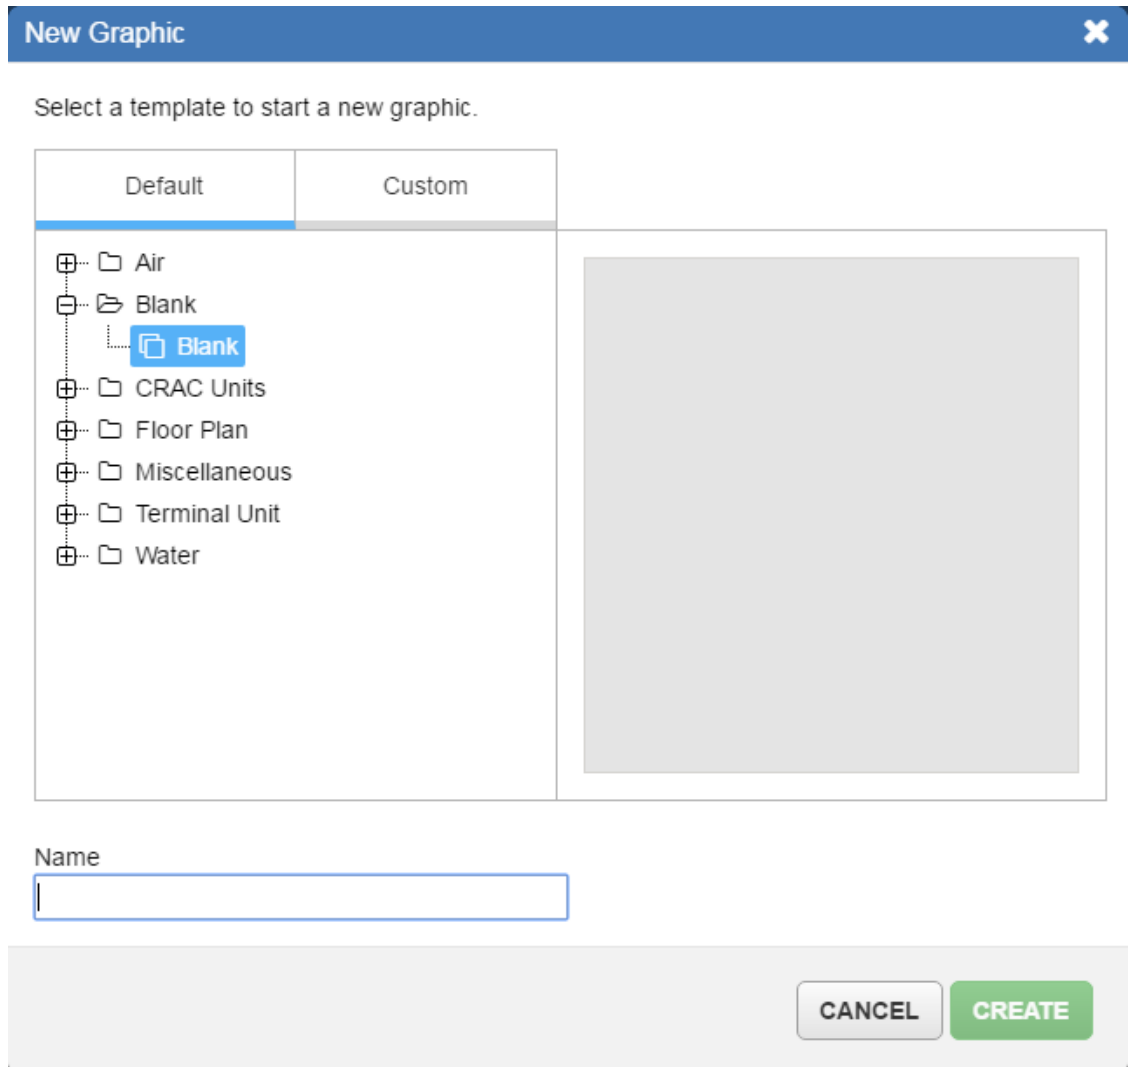 New Graphic
Select a template to start a new graphic.
Default Custom
Air
Blank
Blank
CRAC Units
Floor Plan
Miscellaneous
Terminal Unit
Water
Name
CANCEL CREATE